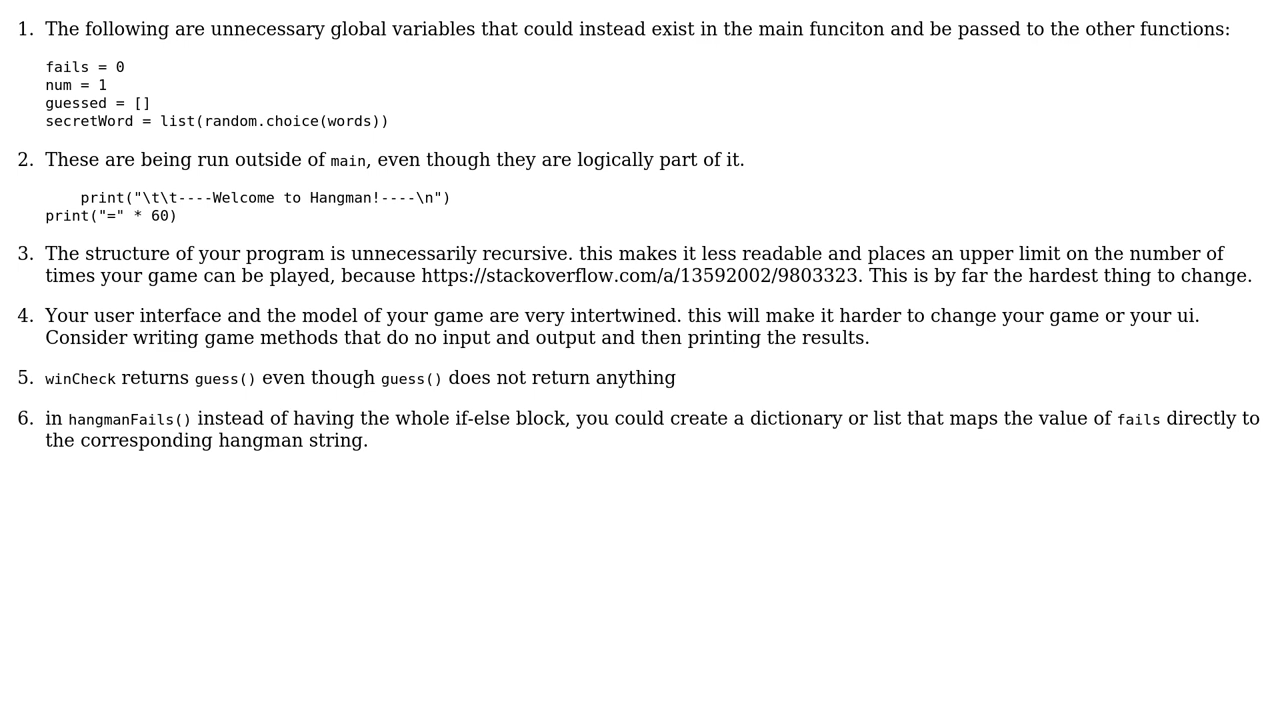 1. The following are unnecessary global variables that could instead exist in the main funciton and be passed to the other functions:
fails = 0
num = 1
guessed = []
secretWord = list(random.choice(words))
2. These are being run outside of main, even though they are logically part of it.
    print("\t\t----Welcome to Hangman!----\n")
print("=" * 60)
3. The structure of your program is unnecessarily recursive. this makes it less readable and places an upper limit on the number of
times your game can be played, because https://stackoverflow.com/a/13592002/9803323. This is by far the hardest thing to change.
4. Your user interface and the model of your game are very intertwined. this will make it harder to change your game or your ui.
Consider writing game methods that do no input and output and then printing the results.
5. winCheck returns guess() even though guess() does not return anything
6. in hangmanFails() instead of having the whole if-else block, you could create a dictionary or list that maps the value of fails directly to
the corresponding hangman string.